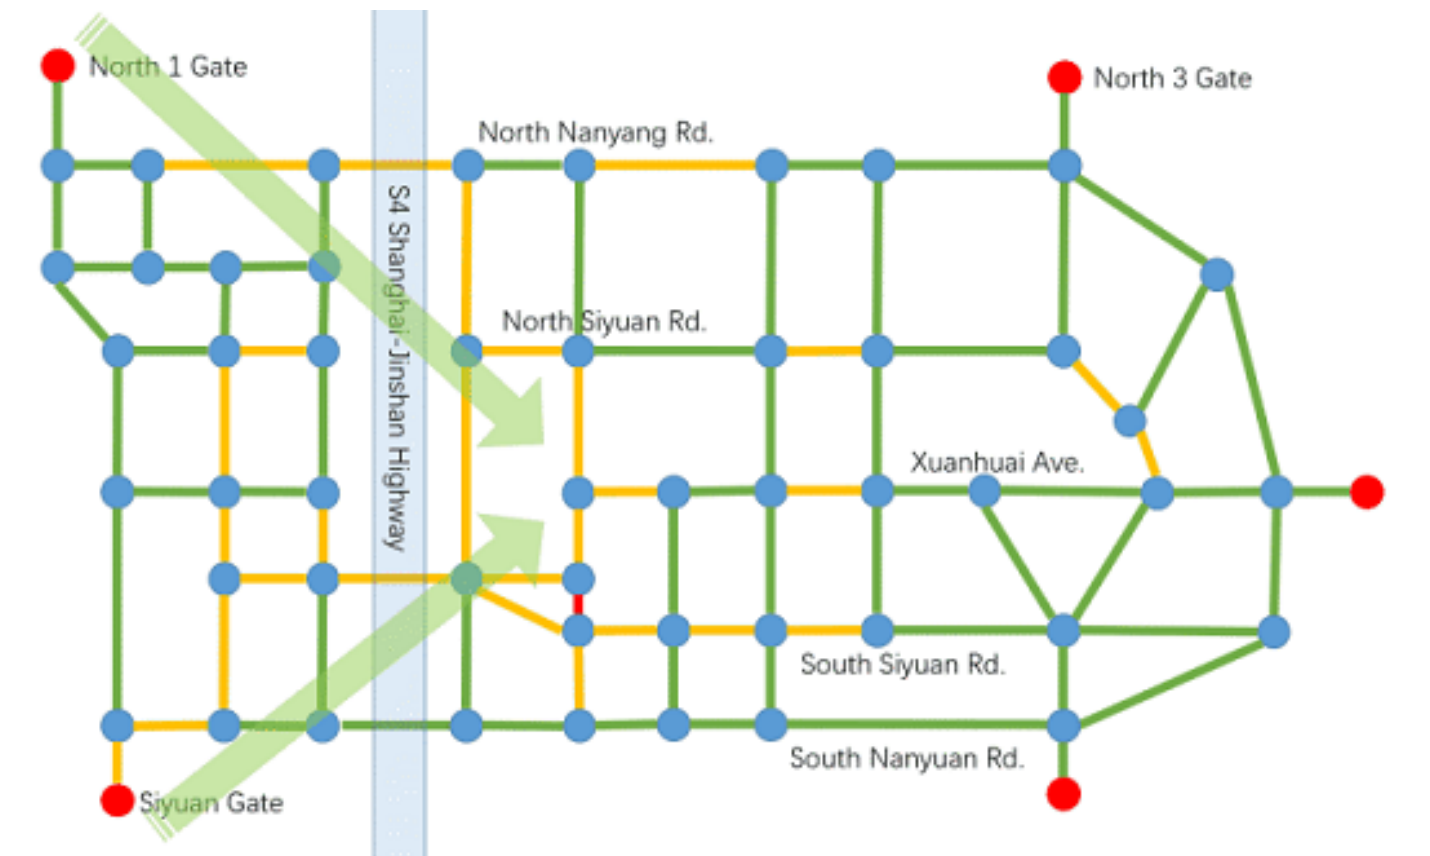 North 1 Gate
North 3 Gate
North Nanyang Rd.
S4 Shanghai-Jinshan Highway
North Siyuan Rd.
Xuanhuai Ave.
South Siyuan Rd.
South Nanyuan Rd.
Siyuan Gate